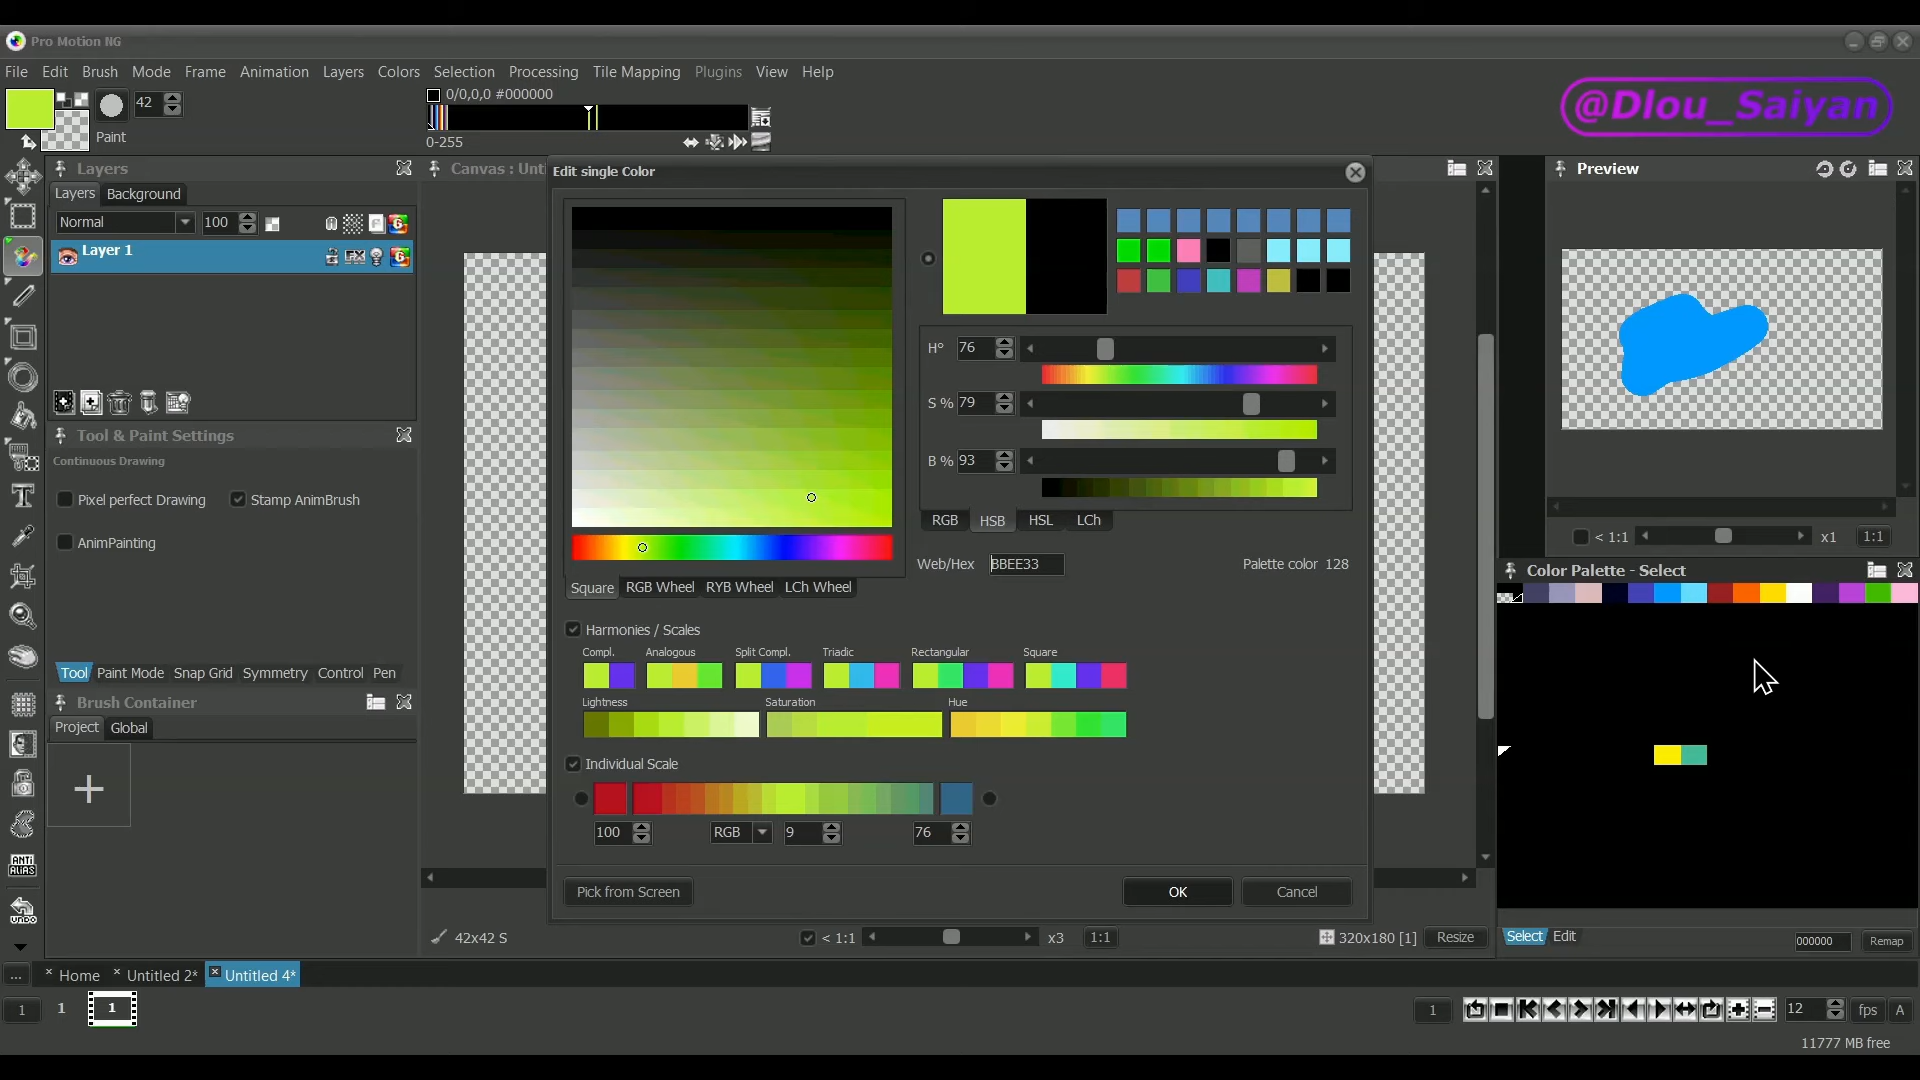 Pro Motion NG
File Edit Brush Mode Frame Animation Layers Colors Selection Processing Tile Mapping Plugins View Help
42
Paint
0/0,0,0 #000000
0-255
@Dlou_Saiyan
Layers
Layers Background
Normal 100
Layer 1
FX
Tool & Paint Settings
Continuous Drawing
Pixel perfect Drawing Stamp AnimBrush
AnimPainting
Tool Paint Mode Snap Grid Symmetry Control Pen
Brush Container
Project Global
ANTI
ALIAS
UNDO
Canvas : Unt
Edit single Color
H° 76
S % 79
B % 93
RGB HSB HSL LCh
Web/Hex BBEE33 Palette color 128
Square RGB Wheel RYB Wheel LCh Wheel
Harmonies / Scales
Compl. Analogous Split Compl. Triadic Rectangular Square
Lightness Saturation Hue
Individual Scale
100 RGB 9 76
Pick from Screen OK Cancel
Preview
< 1:1 x1 1:1
Color Palette - Select
Select Edit 000000 Remap
42x42 S < 1:1 x3 1:1 320x180 [1] Resize
... Home Untitled 2* Untitled 4*
1 1 1 1 12 fps A
11777 MB free